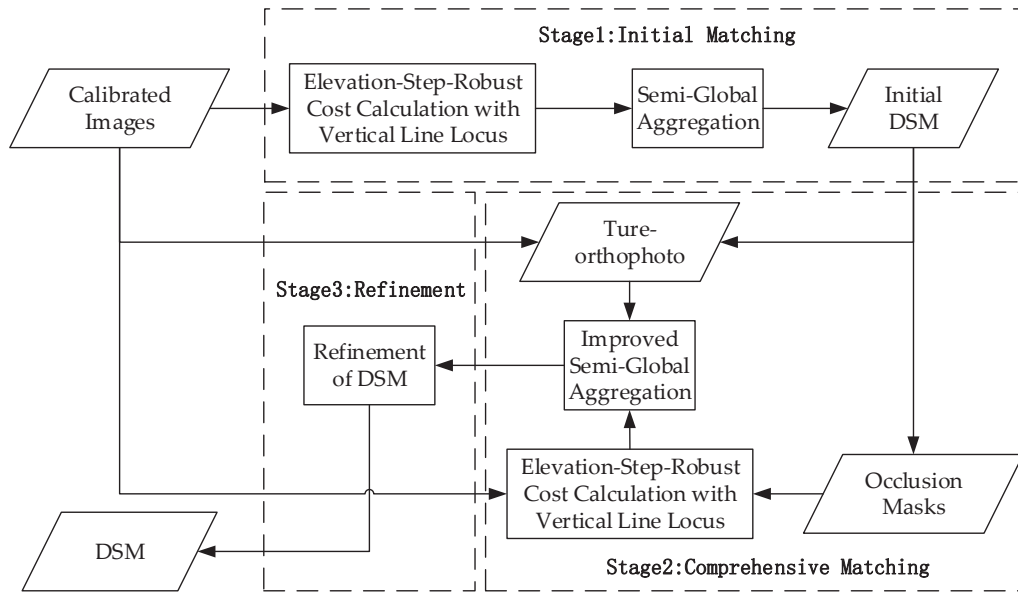 Stage1:Initial Matching
Calibrated
Images
Elevation-Step-Robust
Cost Calculation with
Vertical Line Locus
Semi-Global
Aggregation
Initial
DSM
Ture-
orthophoto
Stage3:Refinement
Refinement
of DSM
Improved
Semi-Global
Aggregation
Elevation-Step-Robust
Cost Calculation with
Vertical Line Locus
Occlusion
Masks
DSM
Stage2:Comprehensive Matching